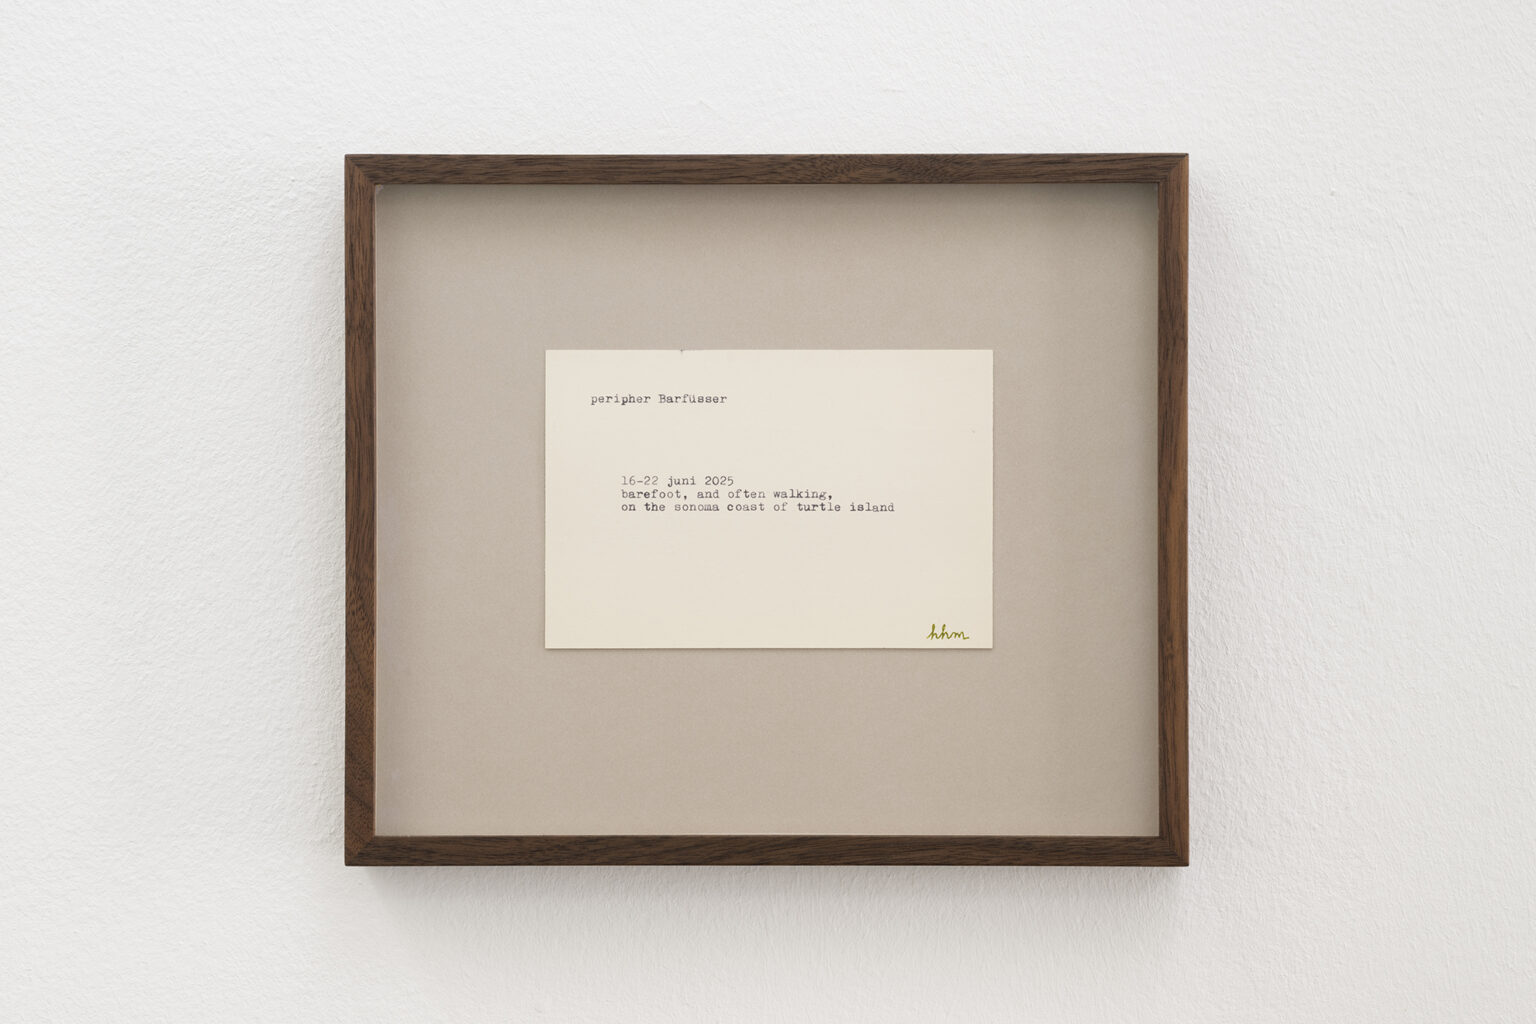 peripher Barfüsser
16-22 juni 2025
barefoot, and often walking,
on the sonoma coast of turtle island
hhm